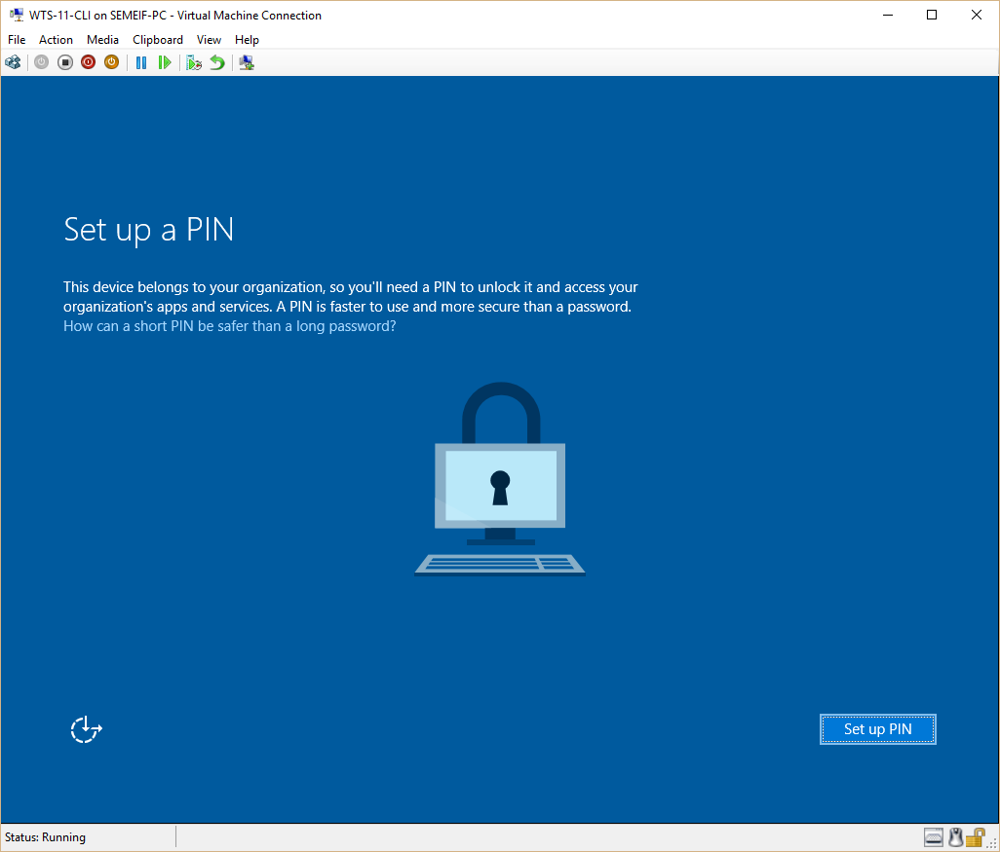 WTS-11-CLI on SEMEIF-PC - Virtual Machine Connection
File Action Media Clipboard View Help
Set up a PIN
This device belongs to your organization, so you'll need a PIN to unlock it and access your
organization's apps and services. A PIN is faster to use and more secure than a password.
How can a short PIN be safer than a long password?
Set up PIN
Status: Running